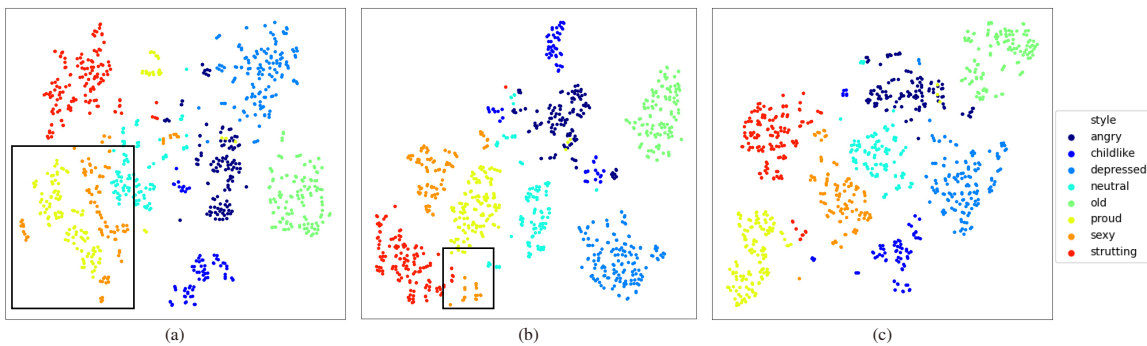 style
angry
childlike
depressed
neutral
old
proud
sexy
strutting
(a)
(b)
(c)